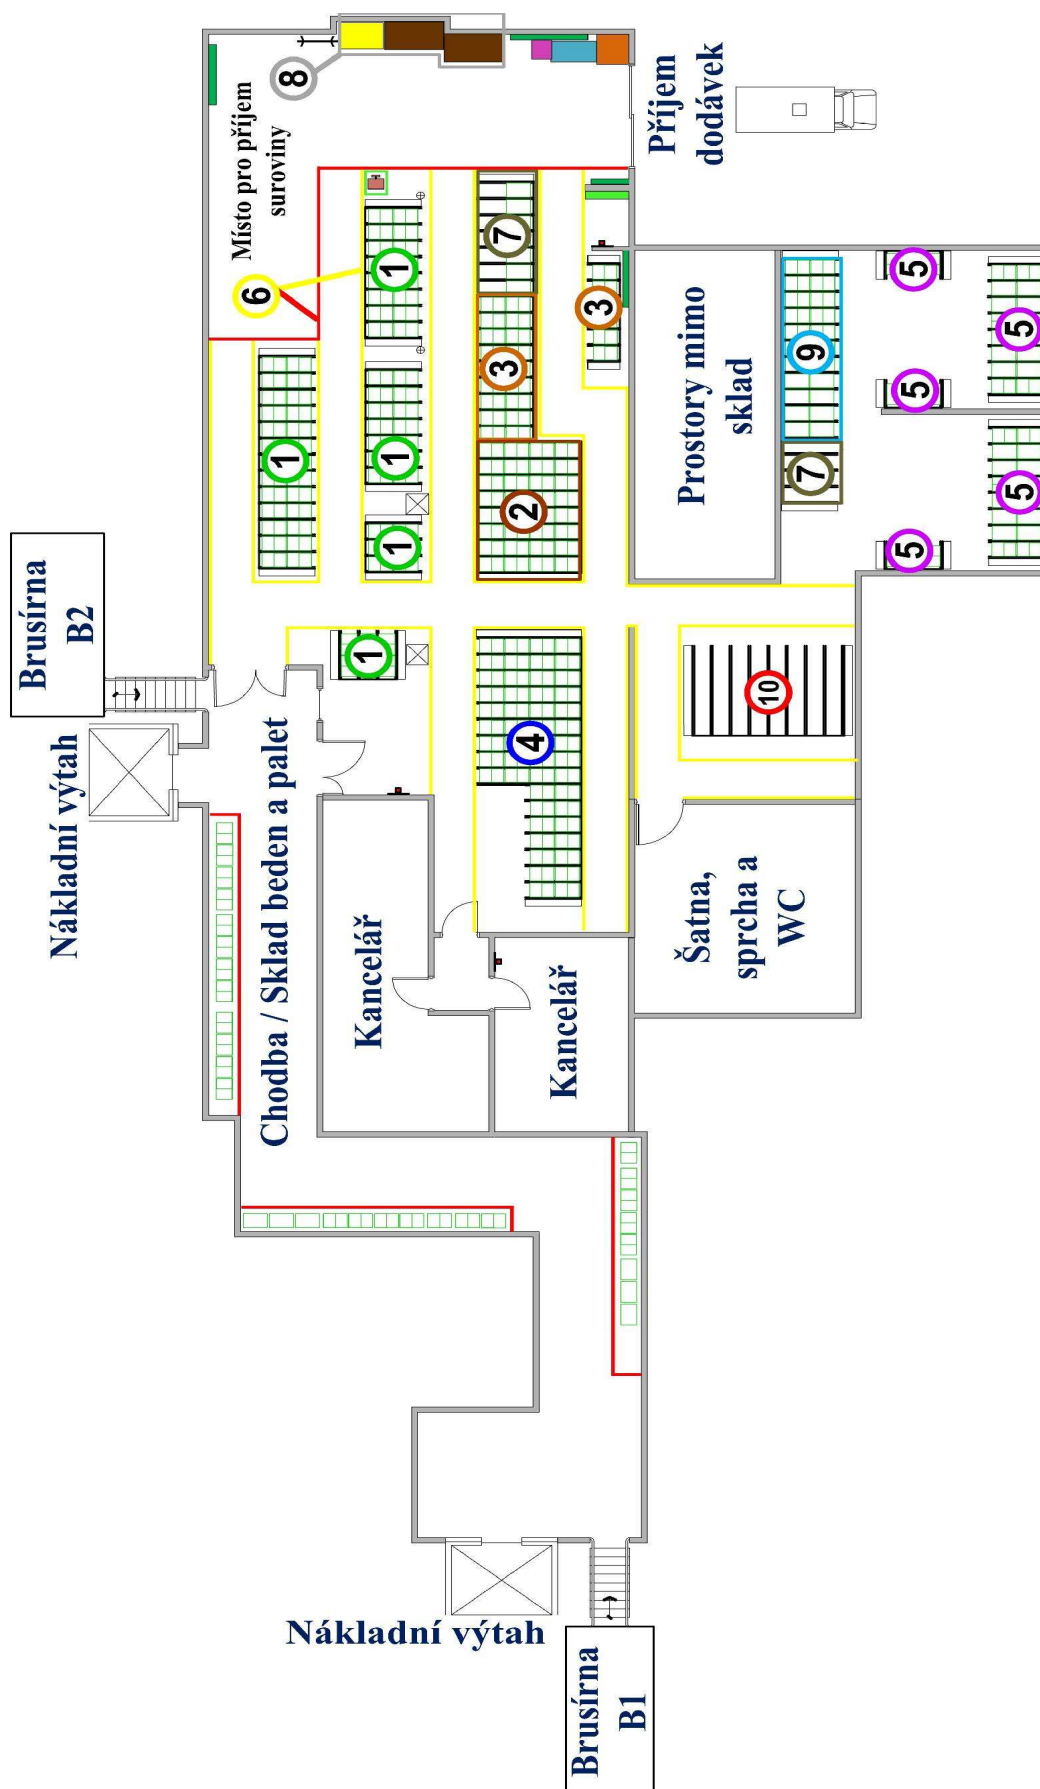 Brusírna
B2
Nákladní výtah
Místo pro příjem
suroviny
8
6
Chodba / Sklad beden a palet
1
1
1
1
1
Kancelář
Nákladní výtah
4
2
3
7
Kancelář
3
Brusírna
B1
Příjem
dodávek
Šatna,
sprcha a
WC
10
Prostory mimo
sklad
7
9
5
5
5
5
5